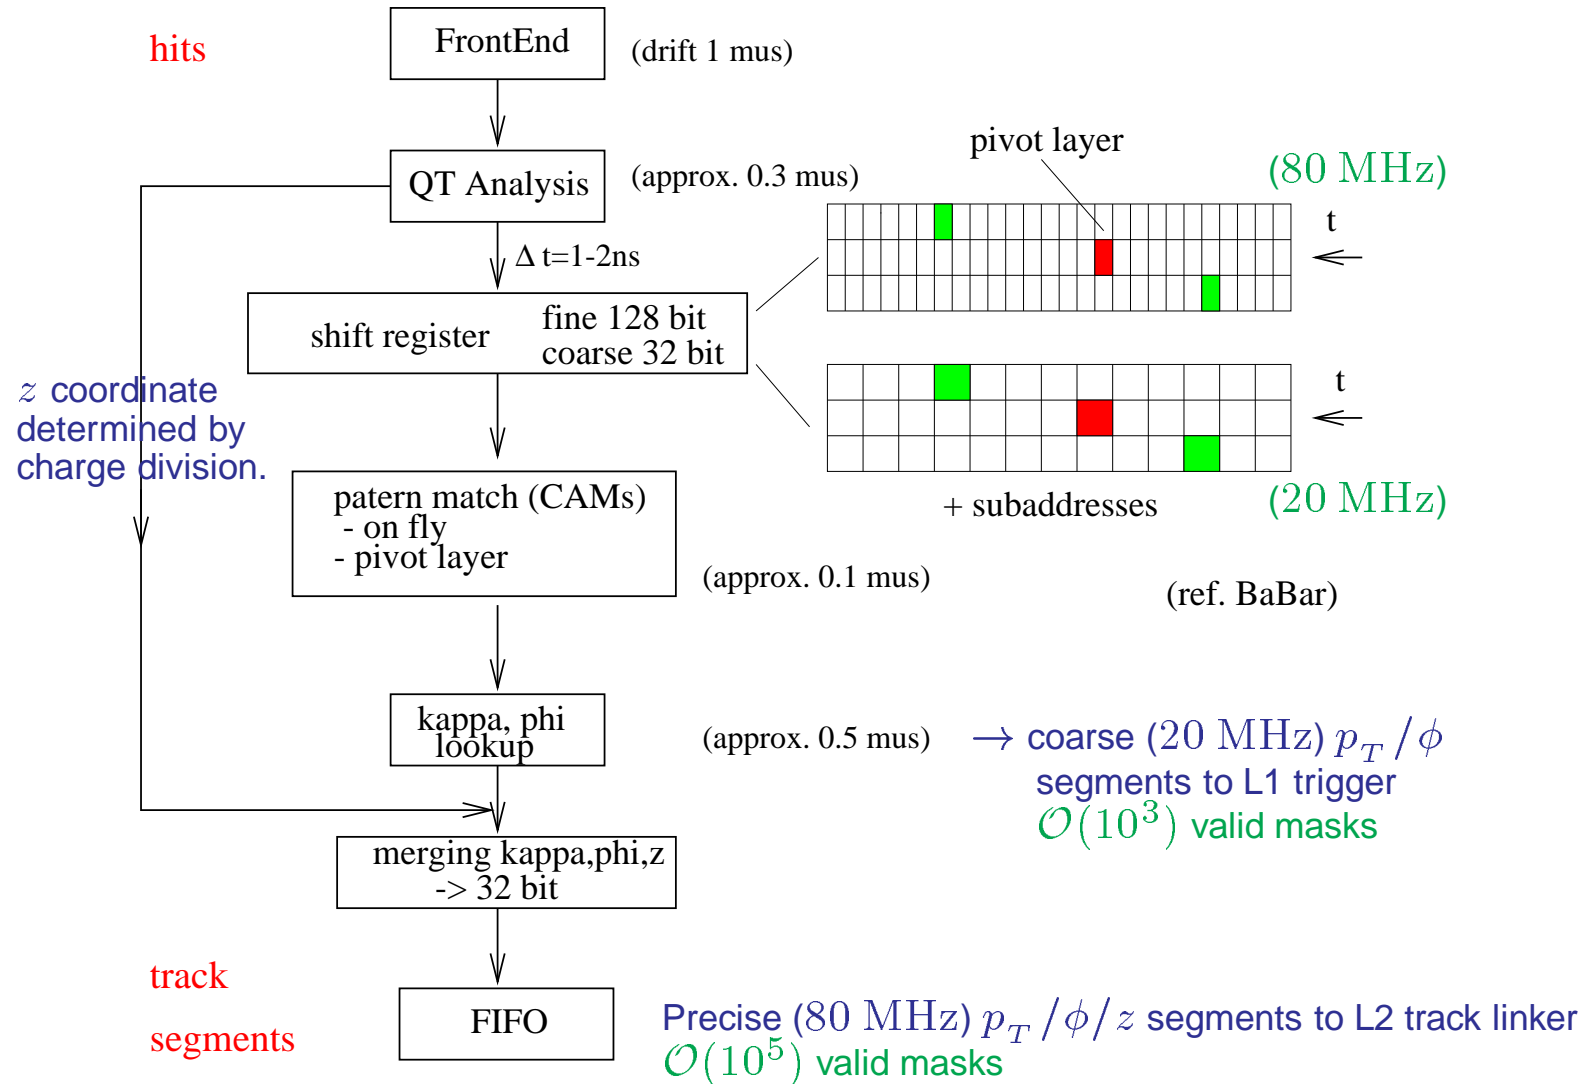 hits
FrontEnd
(drift 1 mus)
QT Analysis
(approx. 0.3 mus)
pivot layer
(80 MHz)
t
Δ t=1-2ns
shift register
fine 128 bit
coarse 32 bit
t
z coordinate
determined by
charge division.
patern match (CAMs)
- on fly
- pivot layer
+ subaddresses
(20 MHz)
(approx. 0.1 mus)
(ref. BaBar)
kappa, phi
lookup
(approx. 0.5 mus)
→ coarse (20 MHz) p_T/ϕ
segments to L1 trigger
O(10^3) valid masks
merging kappa,phi,z
-> 32 bit
track
segments
FIFO
Precise (80 MHz) p_T/ϕ/z segments to L2 track linker
O(10^5) valid masks